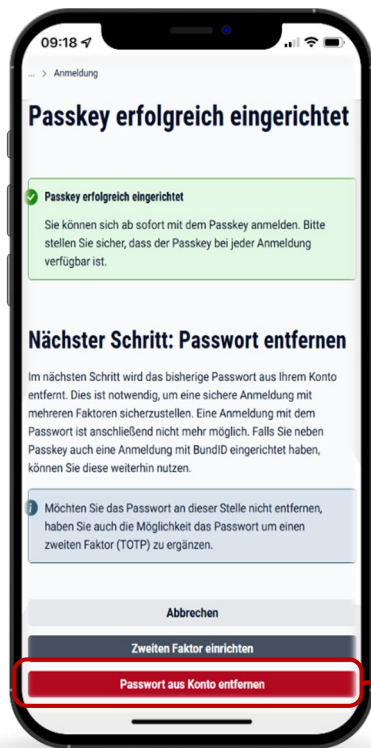 09:18
... > Anmeldung
Passkey erfolgreich eingerichtet
Passkey erfolgreich eingerichtet
Sie können sich ab sofort mit dem Passkey anmelden. Bitte
stellen Sie sicher, dass der Passkey bei jeder Anmeldung
verfügbar ist.
Nächster Schritt: Passwort entfernen
Im nächsten Schritt wird das bisherige Passwort aus Ihrem Konto
entfernt. Dies ist notwendig, um eine sichere Anmeldung mit
mehreren Faktoren sicherzustellen. Eine Anmeldung mit dem
Passwort ist anschließend nicht mehr möglich. Falls Sie neben
Passkey auch eine Anmeldung mit BundID eingerichtet haben,
können Sie diese weiterhin nutzen.
Möchten Sie das Passwort an dieser Stelle nicht entfernen,
haben Sie auch die Möglichkeit das Passwort um einen
zweiten Faktor (TOTP) zu ergänzen.
Abbrechen
Zweiten Faktor einrichten
Passwort aus Konto entfernen